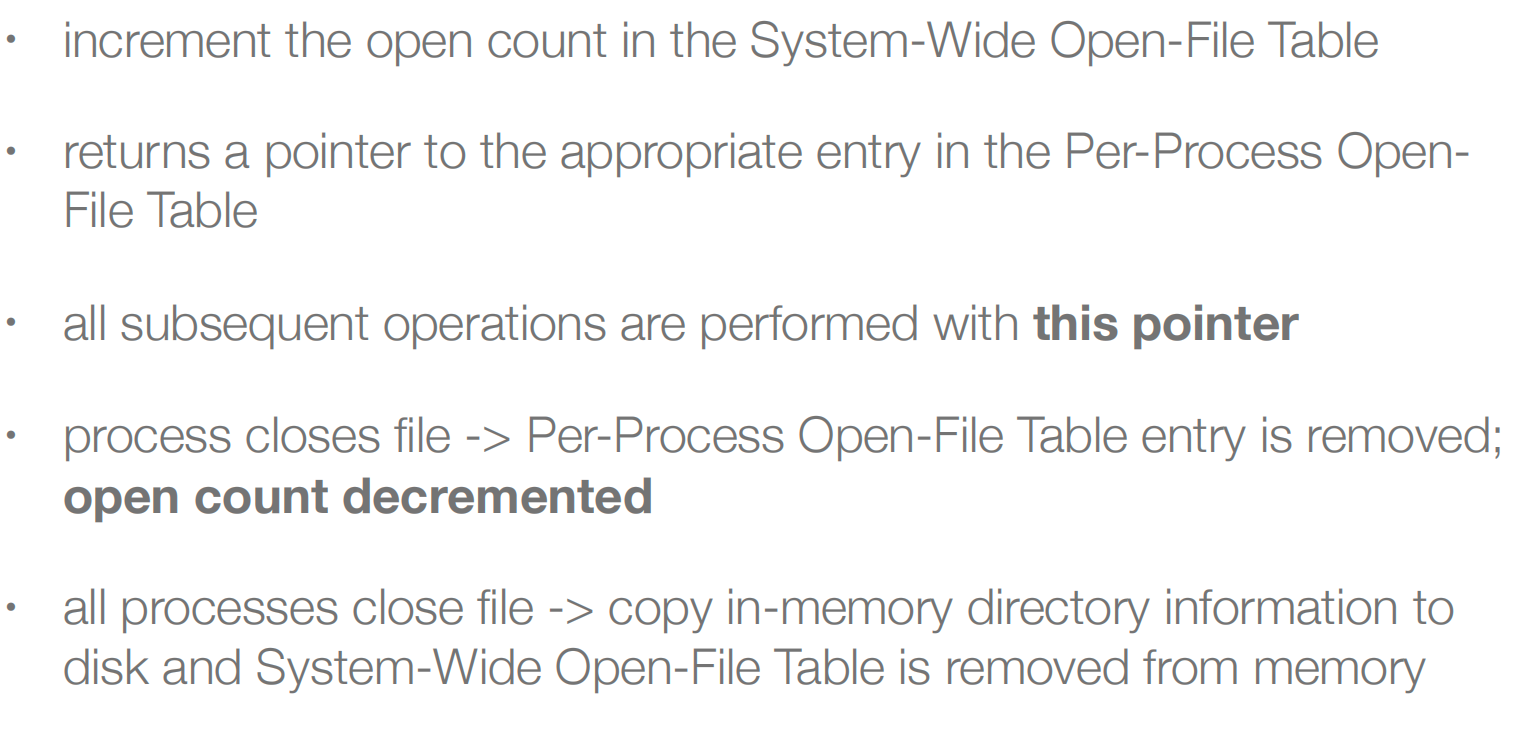 • increment the open count in the System-Wide Open-File Table
• returns a pointer to the appropriate entry in the Per-Process Open-
File Table
• all subsequent operations are performed with this pointer
• process closes file -> Per-Process Open-File Table entry is removed;
open count decremented
• all processes close file -> copy in-memory directory information to
disk and System-Wide Open-File Table is removed from memory